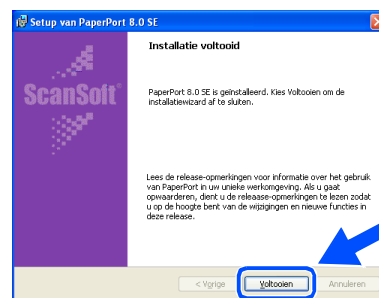 Setup van PaperPort 8.0 SE
Installatie voltooid
ScanSoft
PaperPort 8.0 SE is geïnstalleerd. Kies Voltooien om de
installatiewizard af te sluiten.
Lees de release-opmerkingen voor informatie over het gebruik
van PaperPort in uw unieke werkomgeving. Als u gaat
opwaarderen, dient u de releaase-opmerkingen te lezen zodat
u op de hoogte bent van de wijzigingen en nieuwe functies in
deze release.
< Vorige
Voltooien
Annuleren